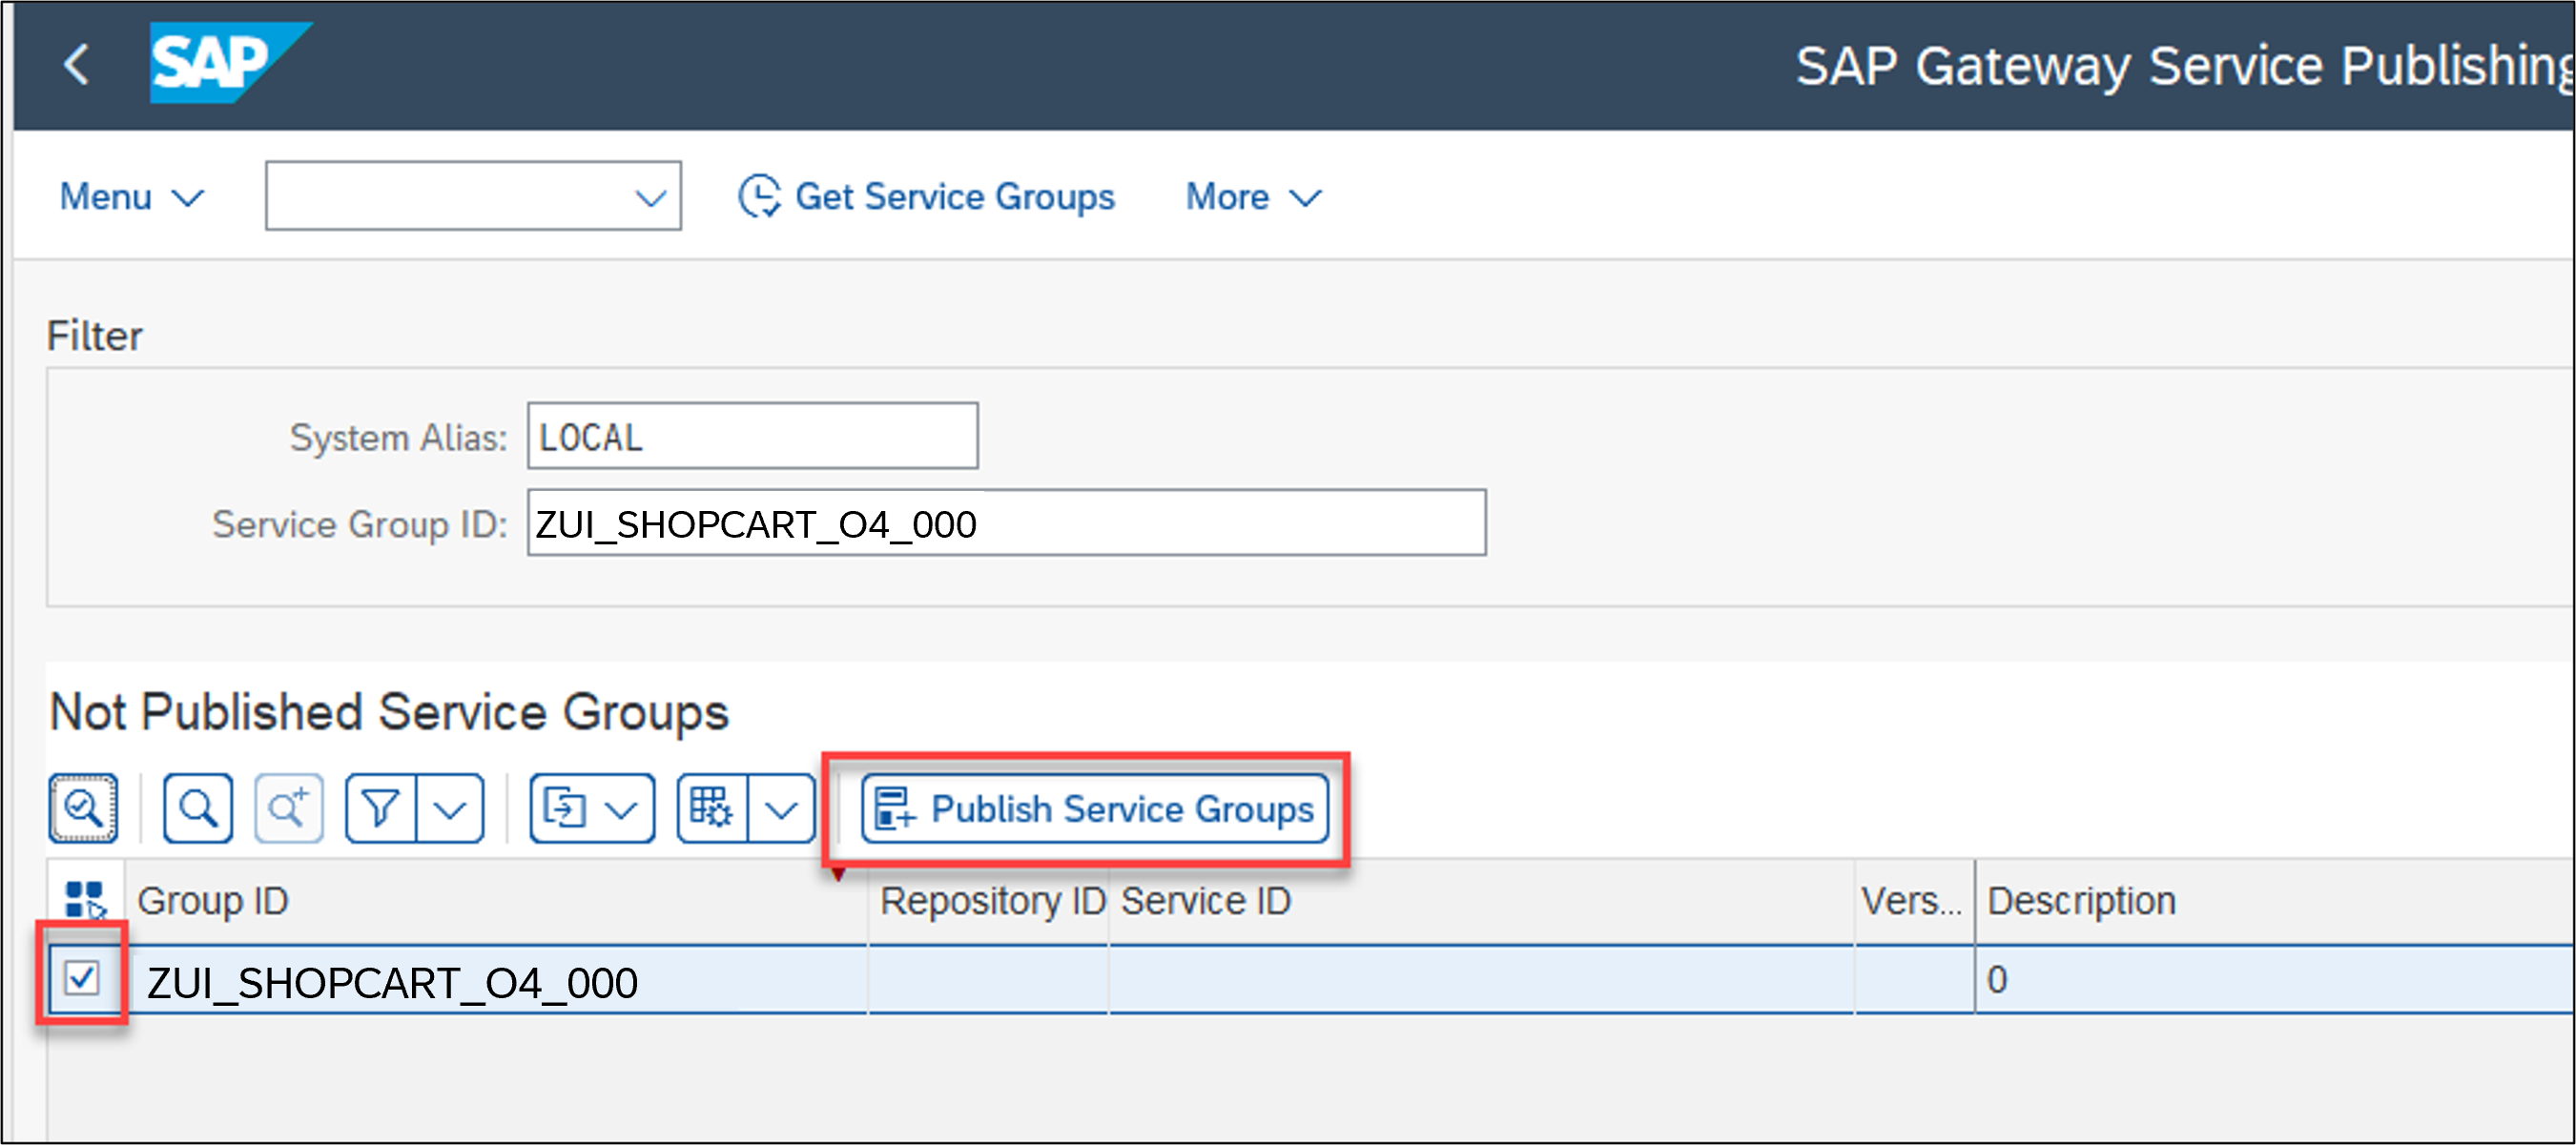 SAP
SAP Gateway Service Publishing
Menu
Get Service Groups
More
Filter
System Alias: LOCAL
Service Group ID: ZUI_SHOPCART_O4_000
Not Published Service Groups
Publish Service Groups
Group ID Repository ID Service ID Vers... Description
ZUI_SHOPCART_O4_000 0